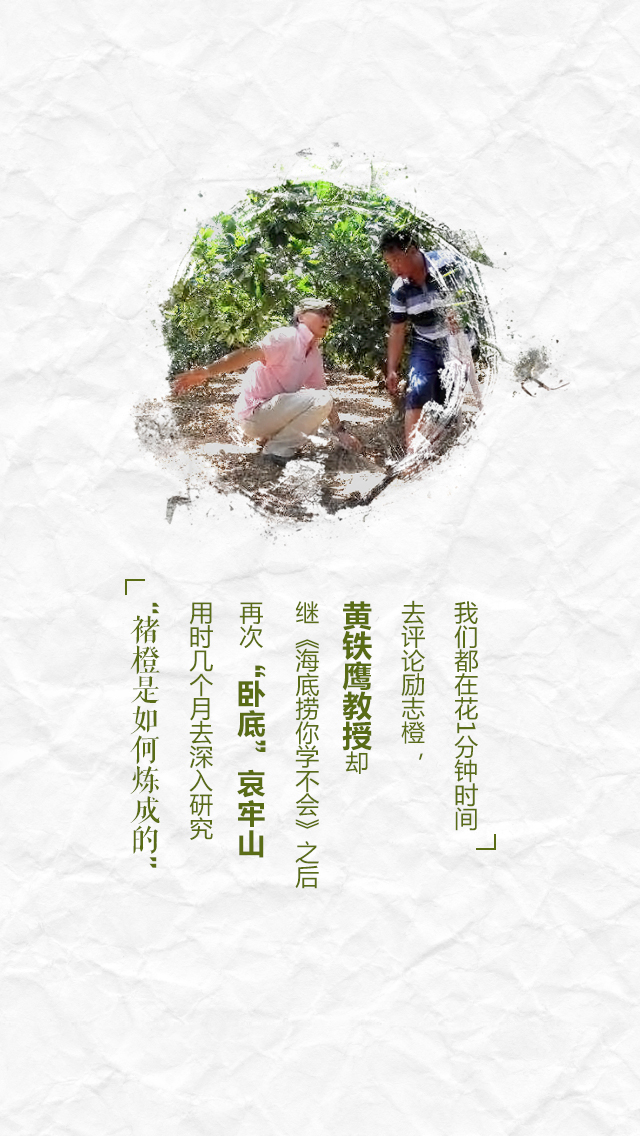 我们都在花1分钟时间
去评论励志橙，
黄铁鹰教授却
继《海底捞你学不会》之后
再次“卧底”哀牢山
用时几个月去深入研究
“褚橙是如何炼成的”